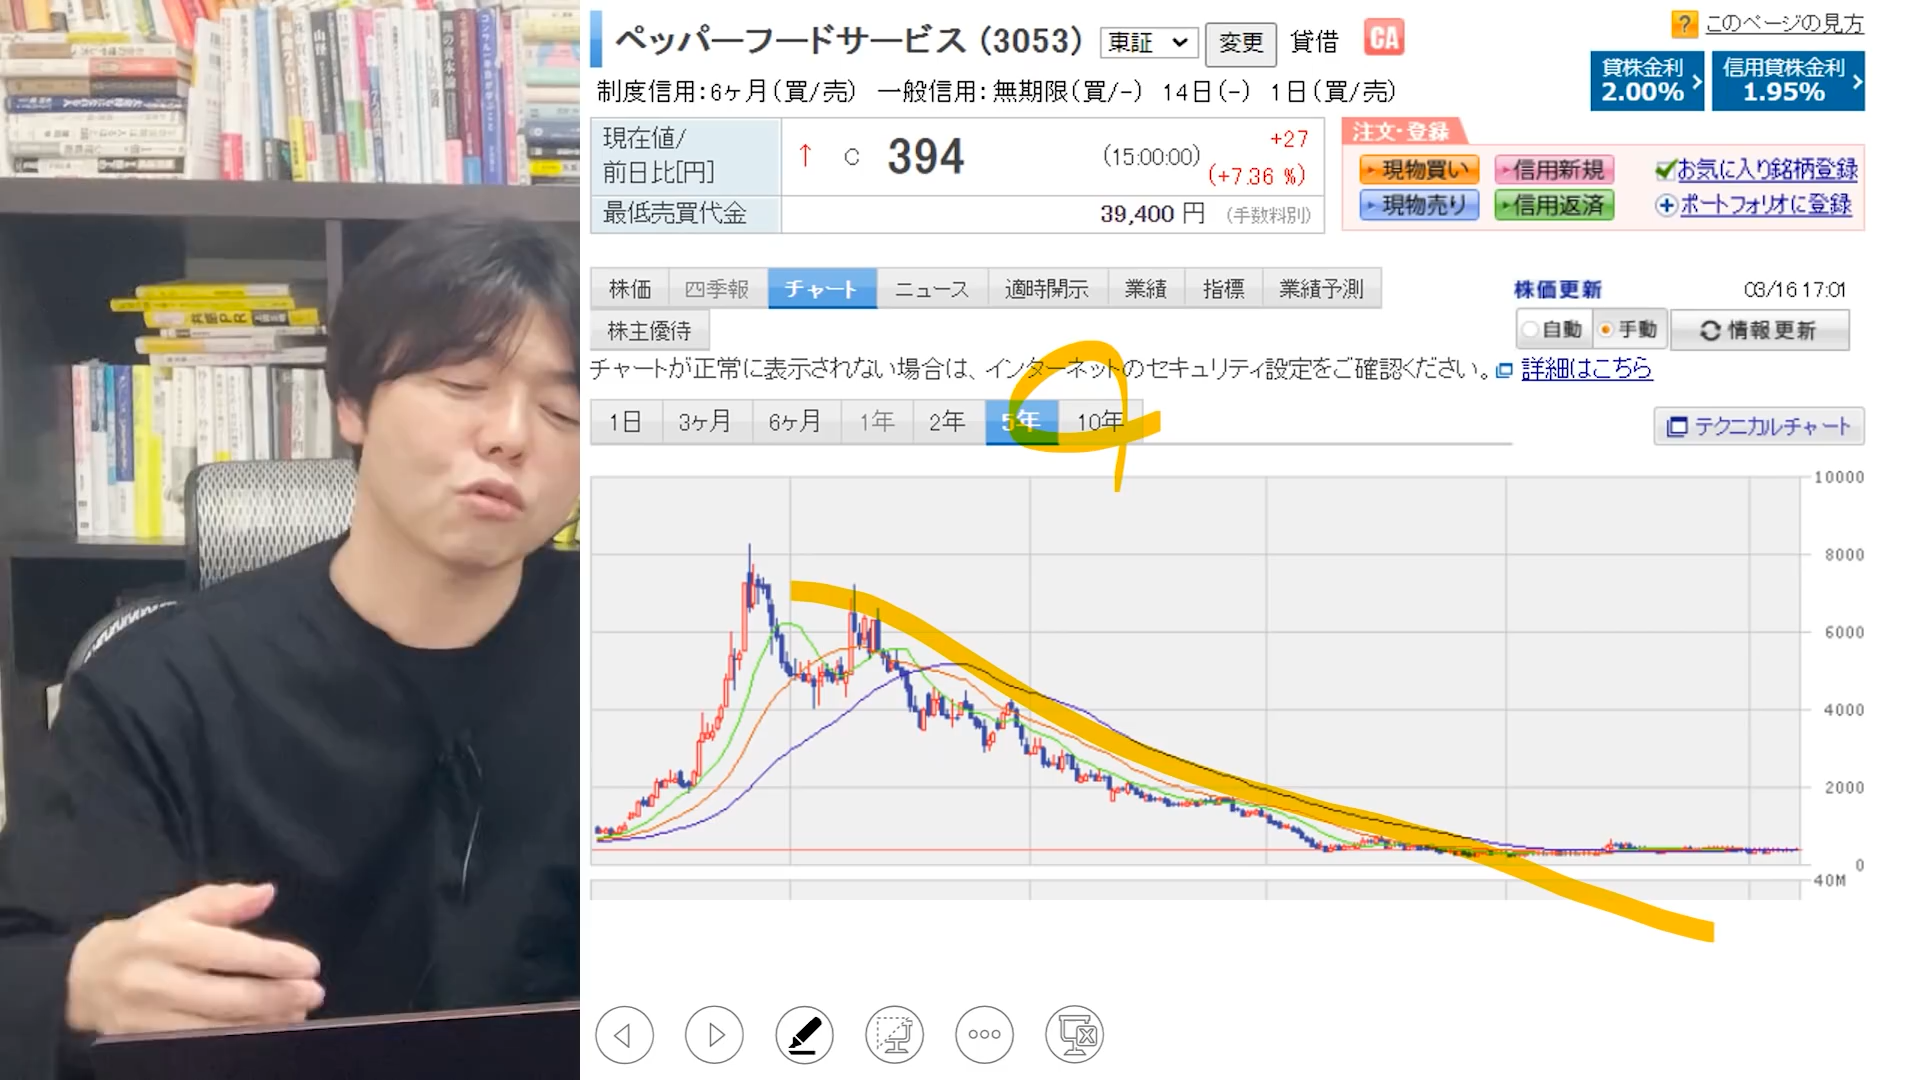 ペッパーフードサービス (3053) 東証 変更 貸借 CA
? このページの見方
制度信用:6ヶ月(買/売) 一般信用:無期限(買/-) 14日(-) 1日(買/売)
貸株金利 2.00%
信用貸株金利 1.95%
現在値/前日比[円] ↑ C 394 (15:00:00) +27 (+7.36 %)
最低売買代金 39,400 円 (手数料別)
注文・登録
現物買い 信用新規 お気に入り銘柄登録
現物売り 信用返済 ポートフォリオに登録
株価 四季報 チャート ニュース 適時開示 業績 指標 業績予測
株主優待
株価更新 03/16 17:01
自動 手動 情報更新
チャートが正常に表示されない場合は、インターネットのセキュリティ設定をご確認ください。 詳細はこちら
1日 3ヶ月 6ヶ月 1年 2年 5年 10年
テクニカルチャート
10000
8000
6000
4000
2000
0
40M